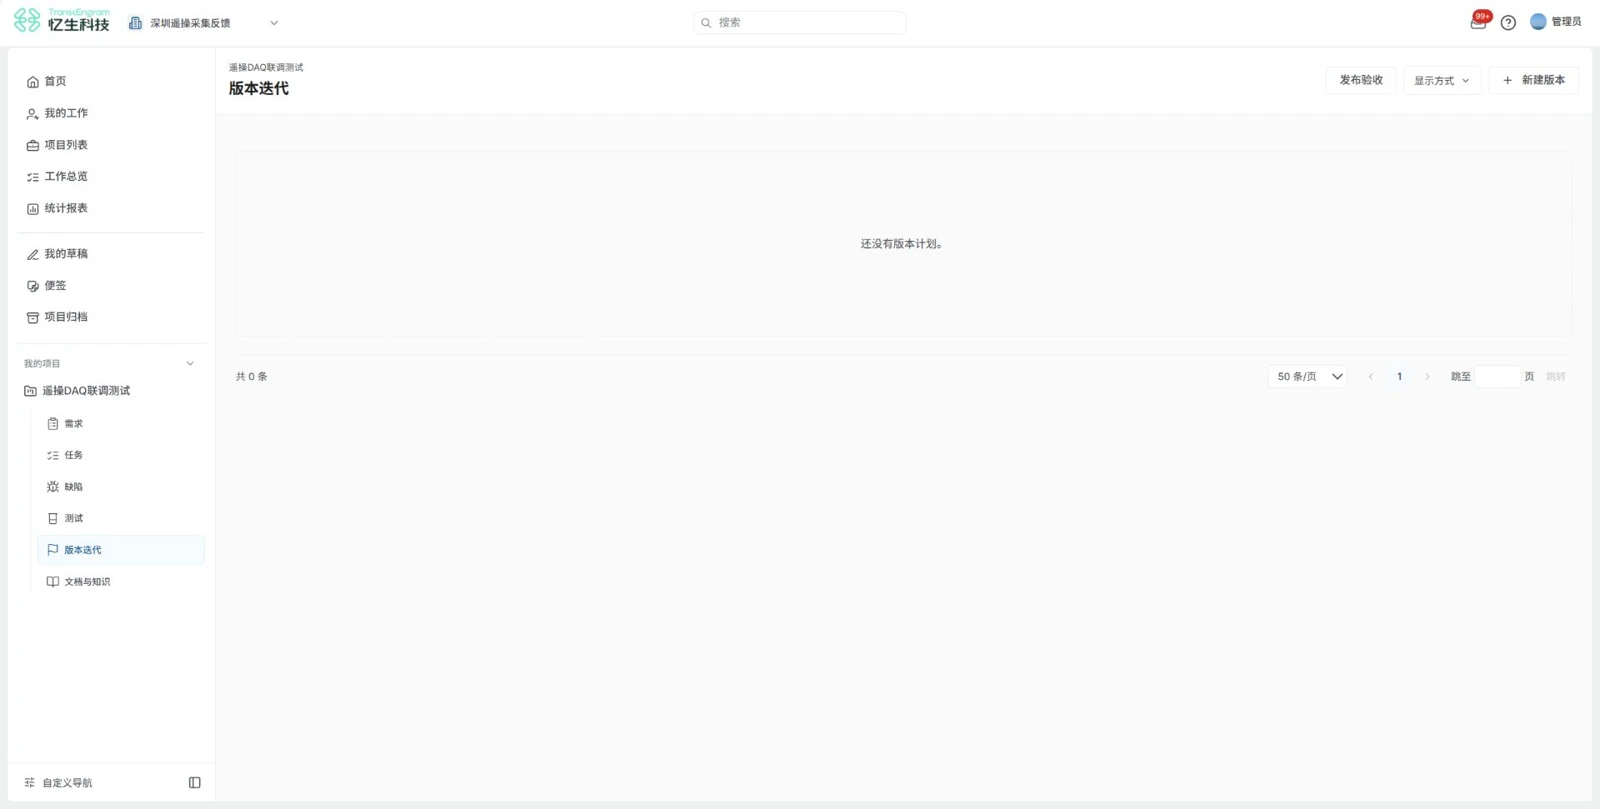 TranscEngram
忆生科技
深圳遥操采集反馈
搜索
99+
管理员
首页
我的工作
项目列表
工作总览
统计报表
我的草稿
便签
项目归档
我的项目
遥操DAQ联调测试
需求
任务
缺陷
测试
版本迭代
文档与知识
自定义导航
遥操DAQ联调测试
版本迭代
发布验收
显示方式
新建版本
还没有版本计划。
共 0 条
50 条/页
1
跳至
页
跳转